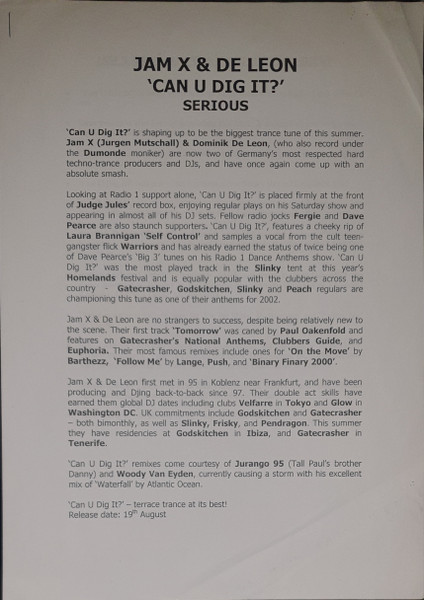 JAM X & DE LEON
‘CAN U DIG IT?’
SERIOUS
‘Can U Dig It?’ is shaping up to be the biggest trance tune of this summer.
Jam X (Jurgen Mutschall) & Dominik De Leon, (who also record under
the Dumonde moniker) are now two of Germany's most respected hard
techno-trance producers and DJs, and have once again come up with an
absolute smash.
Looking at Radio 1 support alone, ‘Can U Dig It?’ is placed firmly at the front
of Judge Jules’ record box, enjoying regular plays on his Saturday show and
appearing in almost all of his DJ sets. Fellow radio jocks Fergie and Dave
Pearce are also staunch supporters. ‘Can U Dig It?’, features a cheeky rip of
Laura Brannigan ‘Self Control’ and samples a vocal from the cult teen-
gangster flick Warriors and has already earned the status of twice being one
of Dave Pearce's ‘Big 3’ tunes on his Radio 1 Dance Anthems show. ‘Can U
Dig It?’ was the most played track in the Slinky tent at this year's
Homelands festival and is equally popular with the clubbers across the
country - Gatecrasher, Godskitchen, Slinky and Peach regulars are
championing this tune as one of their anthems for 2002.
Jam X & De Leon are no strangers to success, despite being relatively new to
the scene. Their first track ‘Tomorrow’ was caned by Paul Oakenfold and
features on Gatecrasher's National Anthems, Clubbers Guide, and
Euphoria. Their most famous remixes include ones for ‘On the Move’ by
Barthezz, ‘Follow Me’ by Lange, Push, and ‘Binary Finary 2000’.
Jam X & De Leon first met in 95 in Koblenz near Frankfurt, and have been
producing and Djing back-to-back since 97. Their double act skills have
earned them global DJ dates including clubs Velfarre in Tokyo and Glow in
Washington DC. UK commitments include Godskitchen and Gatecrasher
– both bimonthly, as well as Slinky, Frisky, and Pendragon. This summer
they have residencies at Godskitchen in Ibiza, and Gatecrasher in
Tenerife.
‘Can U Dig It?’ remixes come courtesy of Jurango 95 (Tall Paul's brother
Danny) and Woody Van Eyden, currently causing a storm with his excellent
mix of ‘Waterfall’ by Atlantic Ocean.
‘Can U Dig It?’ – terrace trance at its best!
Release date: 19th August